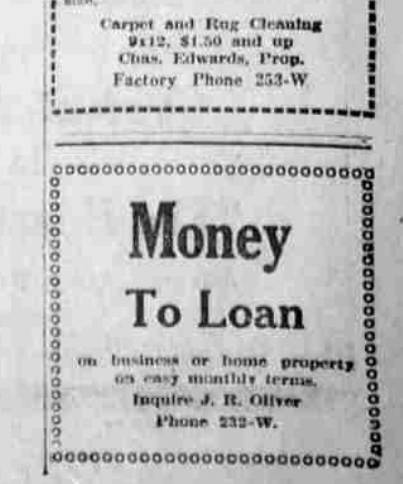 Carpet and Rug Cleaning
9x12, $1.50 and up
Chas. Edwards, Prop.
Factory Phone 253-W
Money
To Loan
on business or home property
on easy monthly terms.
Inquire J. R. Oliver
Phone 232-W.